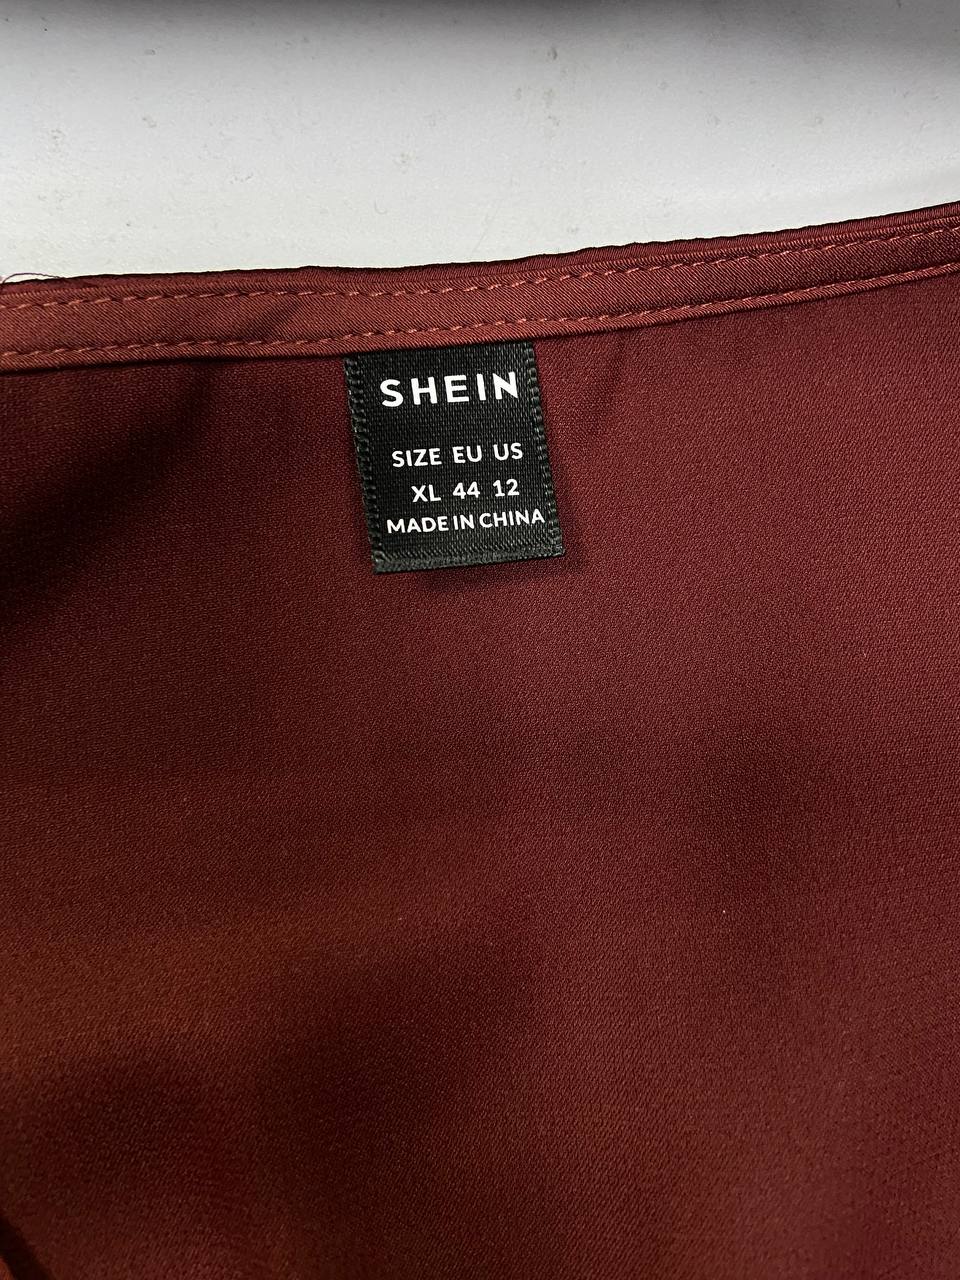 SHEIN
SIZE EU US
XL 44 12
MADE IN CHINA